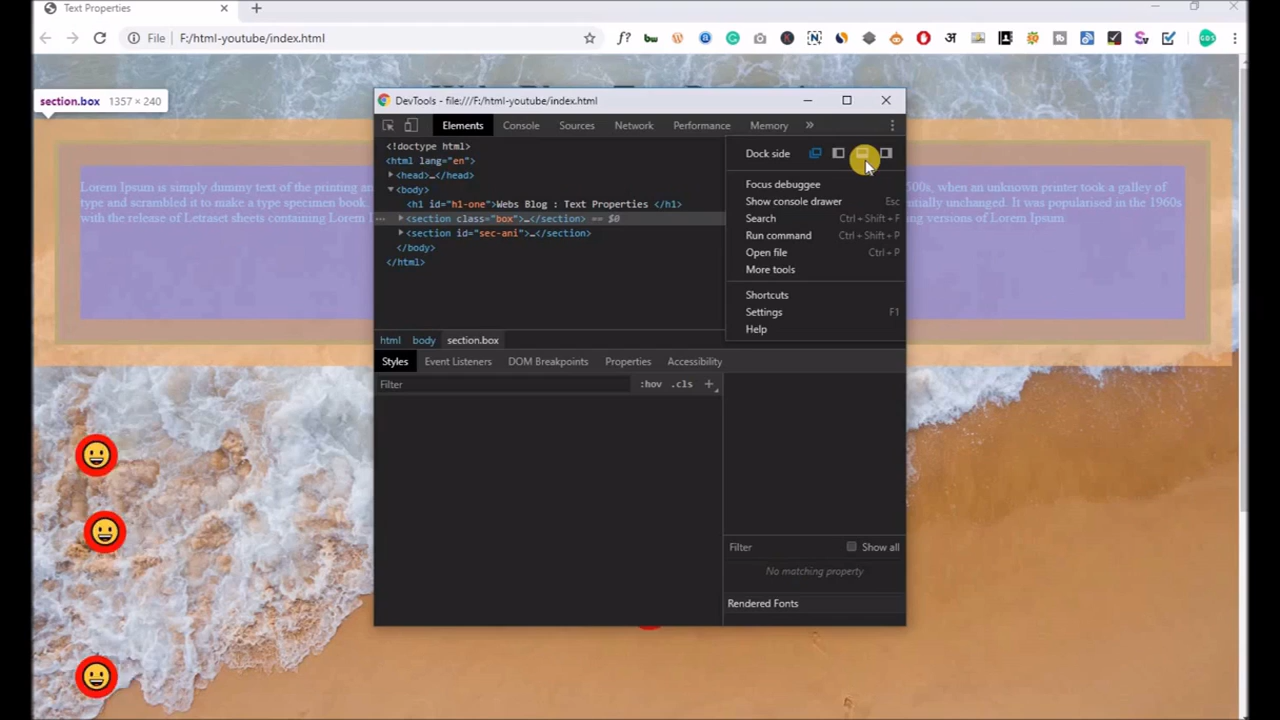 Text Properties
File F:/html-youtube/index.html
f?
अ
section.box 1357 × 240
DevTools - file:///F:/html-youtube/index.html
Elements Console Sources Network Performance Memory »
<!doctype html>
<html lang="en">
<head>…</head>
<body>
<h1 id="h1-one">Webs Blog : Text Properties </h1>
<section class="box">…</section> == $0
<section id="sec-ani">…</section>
</body>
</html>
Dock side
Focus debuggee
Show console drawer Esc
Search Ctrl + Shift + F
Run command Ctrl + Shift + P
Open file Ctrl + P
More tools
Shortcuts
Settings F1
Help
Lorem Ipsum is simply dummy text of the printing an 500s, when an unknown printer took a galley of
type and scrambled it to make a type specimen book. entially unchanged. It was popularised in the 1960s
with the release of Letraset sheets containing Lorem ng versions of Lorem Ipsum.
html body section.box
Styles Event Listeners DOM Breakpoints Properties Accessibility
Filter :hov .cls +
Filter Show all
No matching property
Rendered Fonts